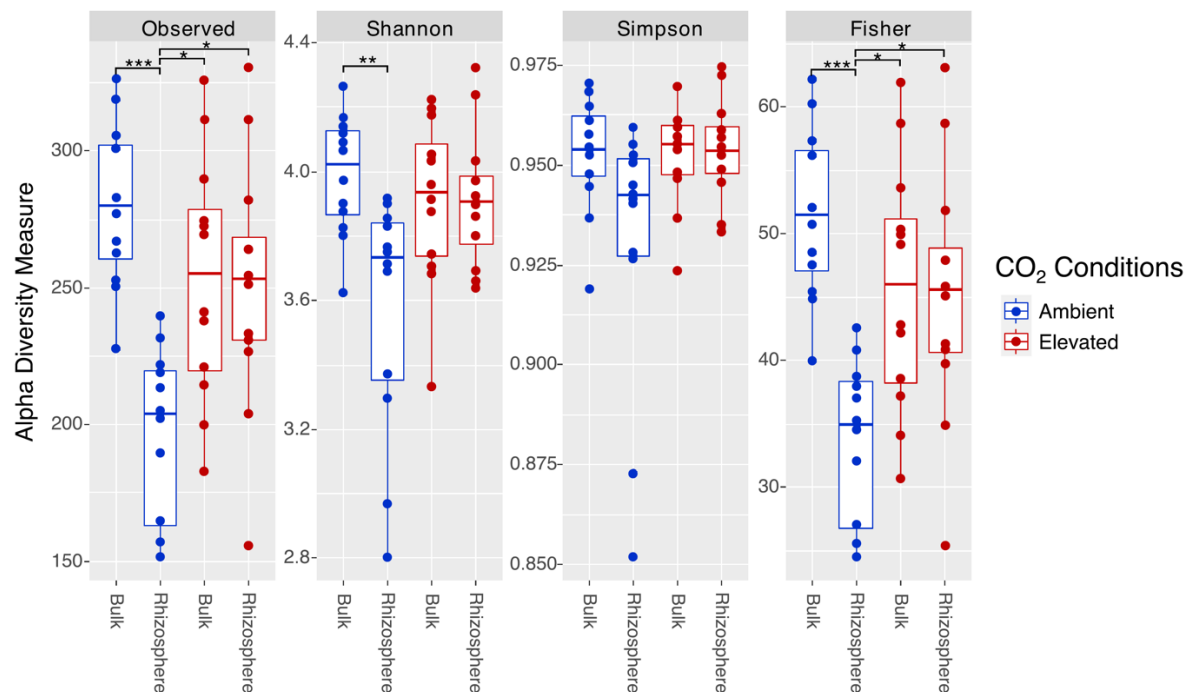 Observed
Shannon
Simpson
Fisher
Alpha Diversity Measure
300
250
200
150
4.4
4.0
3.6
3.2
2.8
0.975
0.950
0.925
0.900
0.875
0.850
60
50
40
30
***
*
*
**
***
*
*
Bulk
Rhizosphere
Bulk
Rhizosphere
Bulk
Rhizosphere
Bulk
Rhizosphere
Bulk
Rhizosphere
Bulk
Rhizosphere
Bulk
Rhizosphere
Bulk
Rhizosphere
CO₂ Conditions
Ambient
Elevated